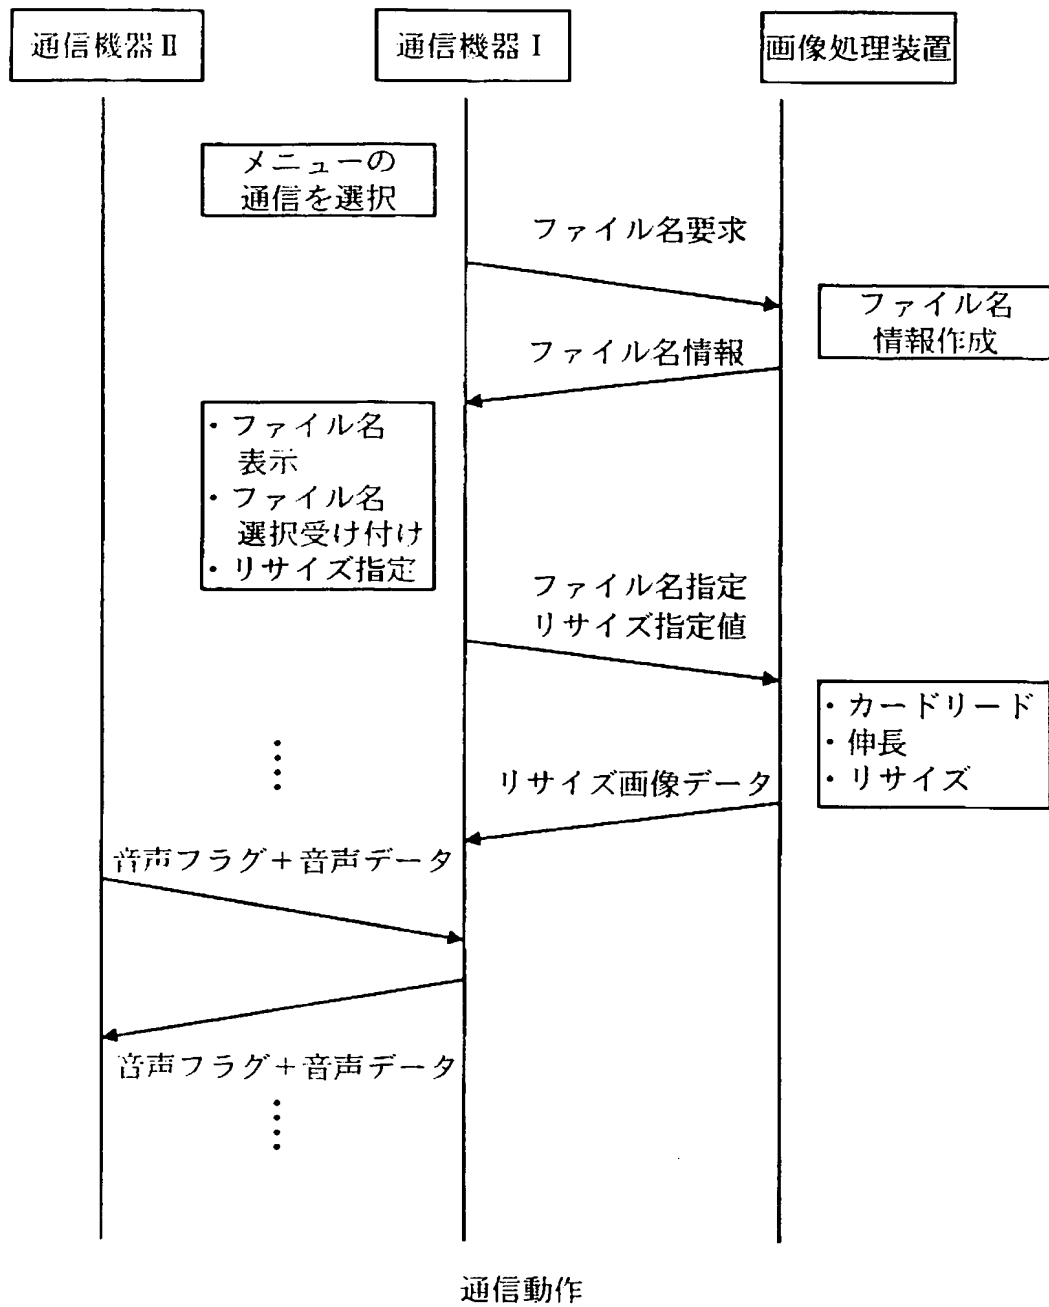 通信機器Ⅱ
通信機器Ⅰ
画像処理装置
メニューの
通信を選択
ファイル名要求
ファイル名
情報作成
ファイル名情報
・ファイル名
表示
・ファイル名
選択受け付け
・リサイズ指定
ファイル名指定
リサイズ指定値
・カードリード
・伸長
・リサイズ
リサイズ画像データ
音声フラグ+音声データ
音声フラグ+音声データ
通信動作